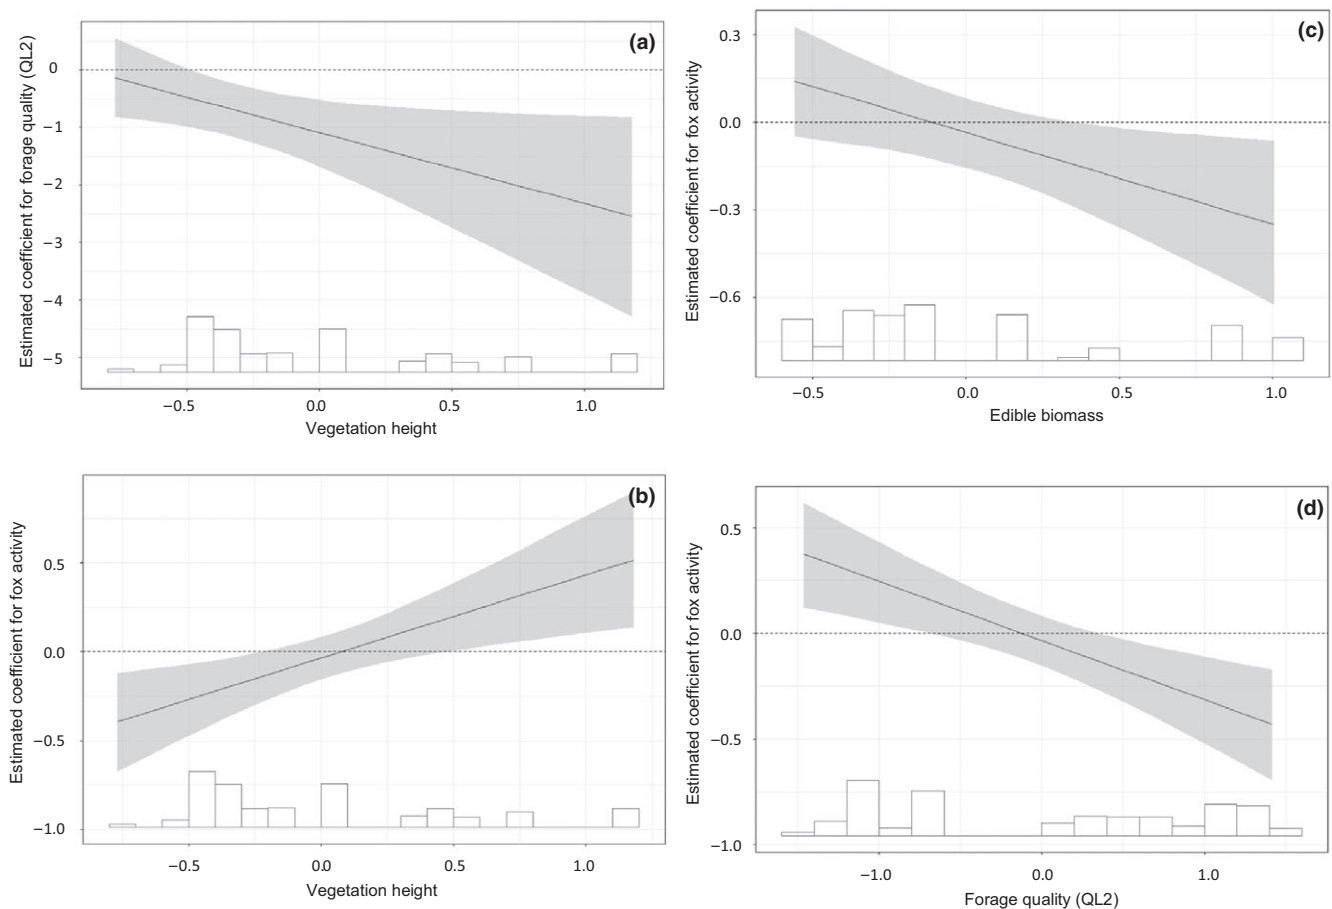 (a)
Estimated coefficient for forage quality (QL2)
0
−1
−2
−3
−4
−5
−0.5 0.0 0.5 1.0
Vegetation height
(c)
Estimated coefficient for fox activity
0.3
0.0
−0.3
−0.6
−0.5 0.0 0.5 1.0
Edible biomass
(b)
Estimated coefficient for fox activity
0.5
0.0
−0.5
−1.0
−0.5 0.0 0.5 1.0
Vegetation height
(d)
Estimated coefficient for fox activity
0.5
0.0
−0.5
−1.0
−1.0 0.0 1.0
Forage quality (QL2)